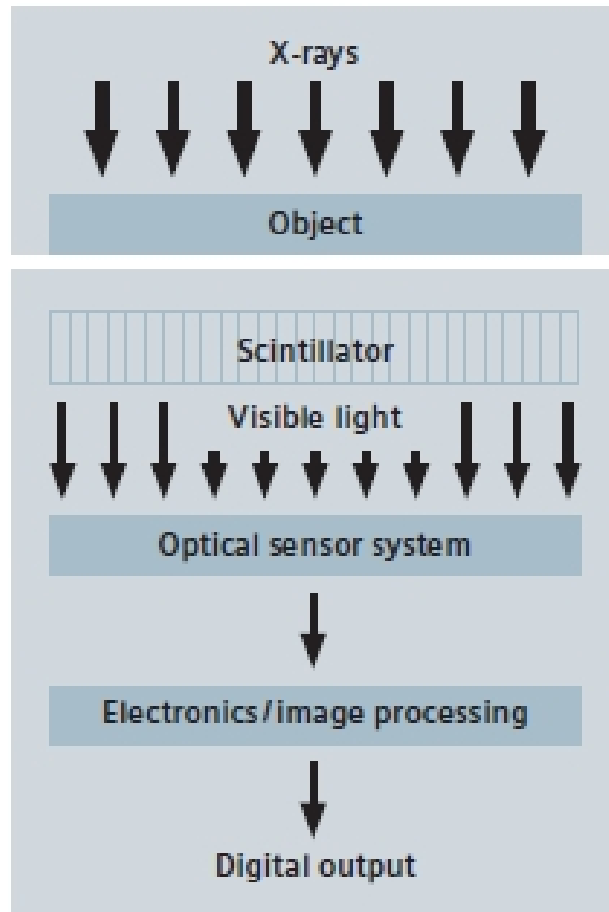 X-rays
Object
Scintillator
Visible light
Optical sensor system
Electronics/image processing
Digital output